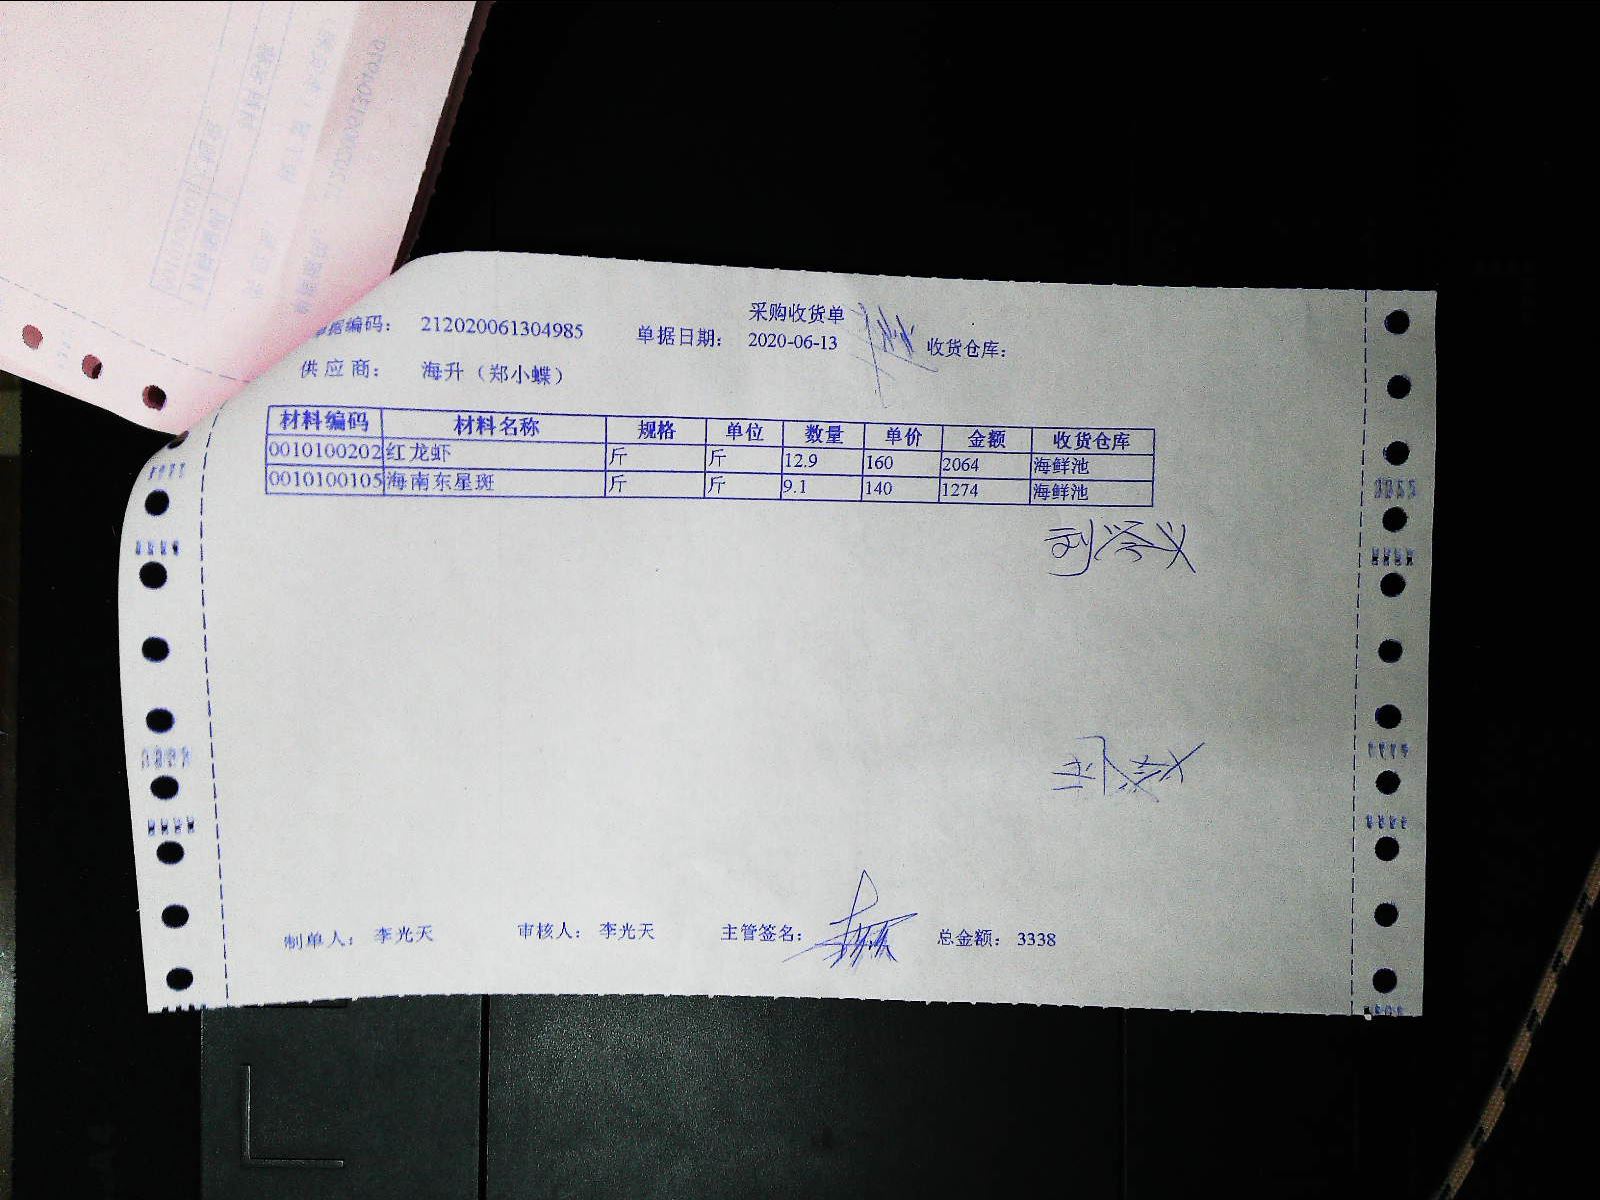 采购收货单
单据编码： 212020061304985 单据日期： 2020-06-13 收货仓库：
供应商： 海升（郑小蝶）
材料编码 材料名称 规格 单位 数量 单价 金额 收货仓库
0010100202 红龙虾 斤 斤 12.9 160 2064 海鲜池
0010100105 海南东星斑 斤 斤 9.1 140 1274 海鲜池
制单人： 李光天 审核人： 李光天 主管签名： 总金额： 3338